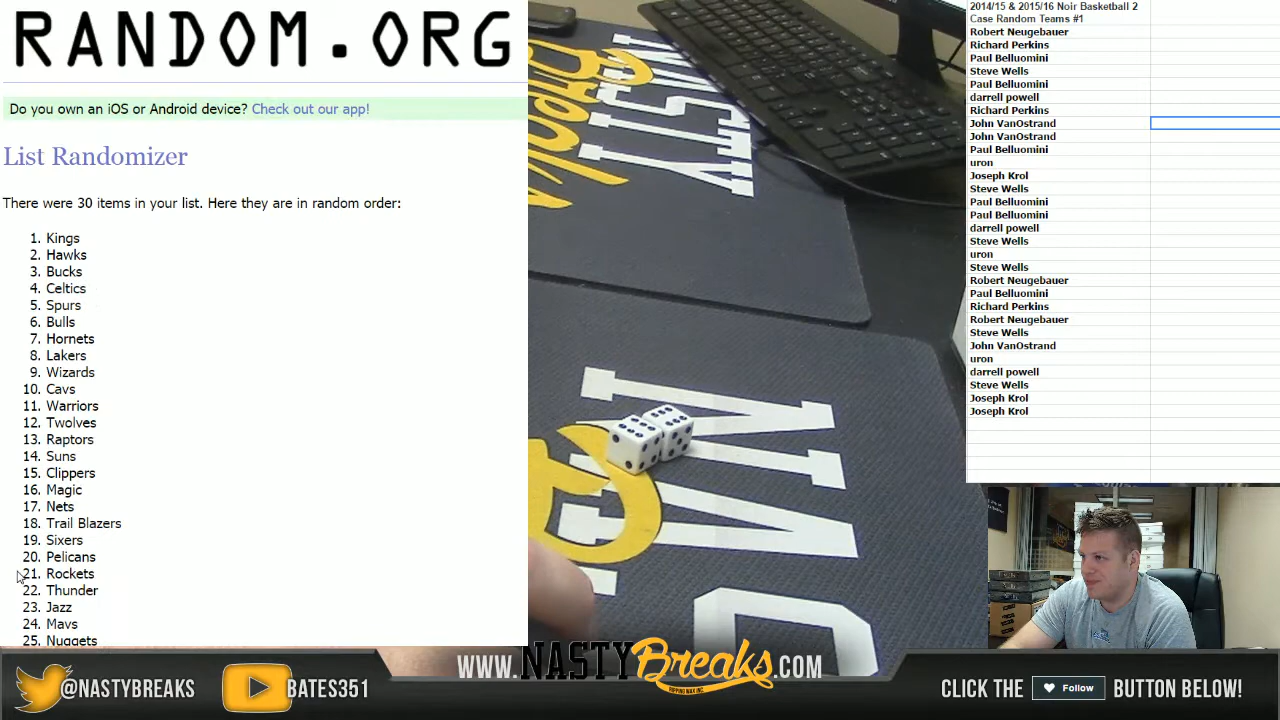 RANDOM.ORG
Do you own an iOS or Android device? Check out our app!
List Randomizer
There were 30 items in your list. Here they are in random order:
1. Kings
2. Hawks
3. Bucks
4. Celtics
5. Spurs
6. Bulls
7. Hornets
8. Lakers
9. Wizards
10. Cavs
11. Warriors
12. Twolves
13. Raptors
14. Suns
15. Clippers
16. Magic
17. Nets
18. Trail Blazers
19. Sixers
20. Pelicans
21. Rockets
22. Thunder
23. Jazz
24. Mavs
25. Nuggets
NASTY
Breaks
2014/15 & 2015/16 Noir Basketball 2
Case Random Teams #1
Robert Neugebauer
Richard Perkins
Paul Belluomini
Steve Wells
Paul Belluomini
darrell powell
Richard Perkins
John VanOstrand
John VanOstrand
Paul Belluomini
uron
Joseph Krol
Steve Wells
Paul Belluomini
Paul Belluomini
darrell powell
Steve Wells
uron
Steve Wells
Robert Neugebauer
Paul Belluomini
Richard Perkins
Robert Neugebauer
Steve Wells
John VanOstrand
uron
darrell powell
Steve Wells
Joseph Krol
Joseph Krol
@NASTYBREAKS
BATES351
WWW.NASTYBreaks.COM
RIPPING WAX INC.
CLICK THE Follow BUTTON BELOW!